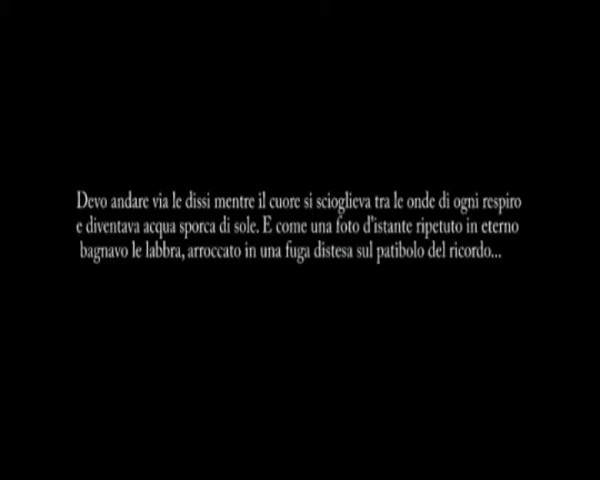 Devo andare via le dissi mentre il cuore si scioglieva tra le onde di ogni respiro
e diventava acqua sporca di sole. E come una foto d'istante ripetuto in eterno
bagnavo le labbra, arroccato in una fuga distesa sul patibolo del ricordo...